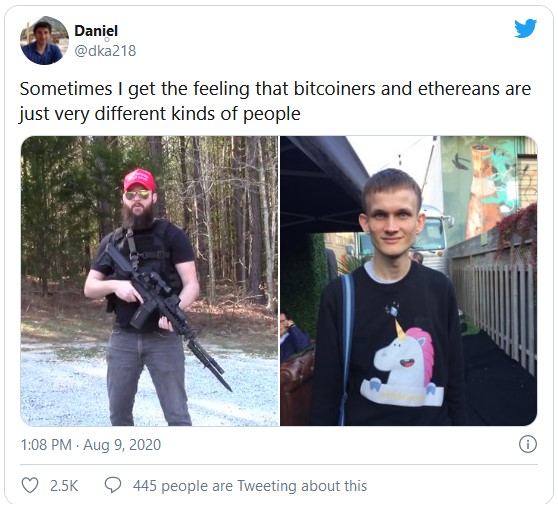 Daniel
@dka218
Sometimes I get the feeling that bitcoiners and ethereans are
just very different kinds of people
1:08 PM · Aug 9, 2020
2.5K
445 people are Tweeting about this